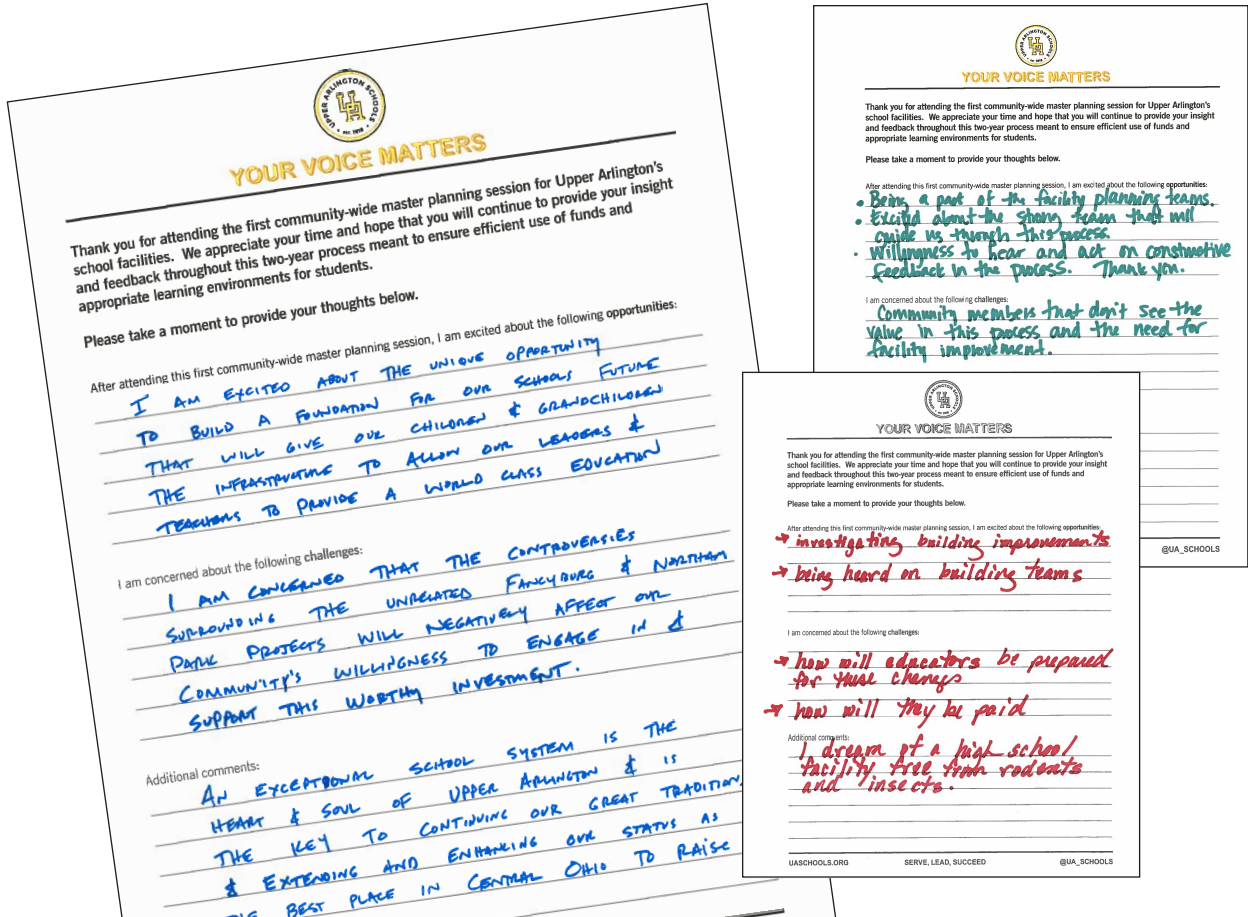 UPPER ARLINGTON SCHOOLS
UA
EST. 1918
YOUR VOICE MATTERS
Thank you for attending the first community-wide master planning session for Upper Arlington's
school facilities. We appreciate your time and hope that you will continue to provide your insight
and feedback throughout this two-year process meant to ensure efficient use of funds and
appropriate learning environments for students.
Please take a moment to provide your thoughts below.
After attending this first community-wide master planning session, I am excited about the following opportunities:
I AM EXCITED ABOUT THE UNIQUE OPPORTUNITY
TO BUILD A FOUNDATION FOR OUR SCHOOLS FUTURE
THAT WILL GIVE OUR CHILDREN & GRANDCHILDREN
THE INFRASTRUCTURE TO ALLOW OUR LEADERS &
TEACHERS TO PROVIDE A WORLD CLASS EDUCATION
I am concerned about the following challenges:
I AM CONCERNED THAT THE CONTROVERSIES
SURROUNDING THE UNRELATED FANCYBURG & NORTHAM
PARK PROJECTS WILL NEGATIVELY AFFECT OUR
COMMUNITY'S WILLINGNESS TO ENGAGE IN &
SUPPORT THIS WORTHY INVESTMENT.
Additional comments:
AN EXCEPTIONAL SCHOOL SYSTEM IS THE
HEART & SOUL OF UPPER ARLINGTON & IS
THE KEY TO CONTINUING OUR GREAT TRADITION
& EXTENDING AND ENHANCING OUR STATUS AS
BEST PLACE IN CENTRAL OHIO TO RAISE
YOUR VOICE MATTERS
Thank you for attending the first community-wide master planning session for Upper Arlington's
school facilities. We appreciate your time and hope that you will continue to provide your insight
and feedback throughout this two-year process meant to ensure efficient use of funds and
appropriate learning environments for students.
Please take a moment to provide your thoughts below.
After attending this first community-wide master planning session, I am excited about the following opportunities:
• Being a part of the facility planning teams.
• Excited about the strong team that will
guide us through this process.
• Willingness to hear and act on constructive
feedback in the process. Thank you.
I am concerned about the following challenges:
Community members that don't see the
value in this process and the need for
facility improvement.
@UA_SCHOOLS
YOUR VOICE MATTERS
Thank you for attending the first community-wide master planning session for Upper Arlington's
school facilities. We appreciate your time and hope that you will continue to provide your insight
and feedback throughout this two-year process meant to ensure efficient use of funds and
appropriate learning environments for students.
Please take a moment to provide your thoughts below.
After attending this first community-wide master planning session, I am excited about the following opportunities:
→ investigating building improvements
→ being heard on building teams
I am concerned about the following challenges:
→ how will educators be prepared
for these changes
→ how will they be paid
Additional comments:
I dream of a high school
facility free from rodents
and insects.
UASCHOOLS.ORG SERVE, LEAD, SUCCEED @UA_SCHOOLS